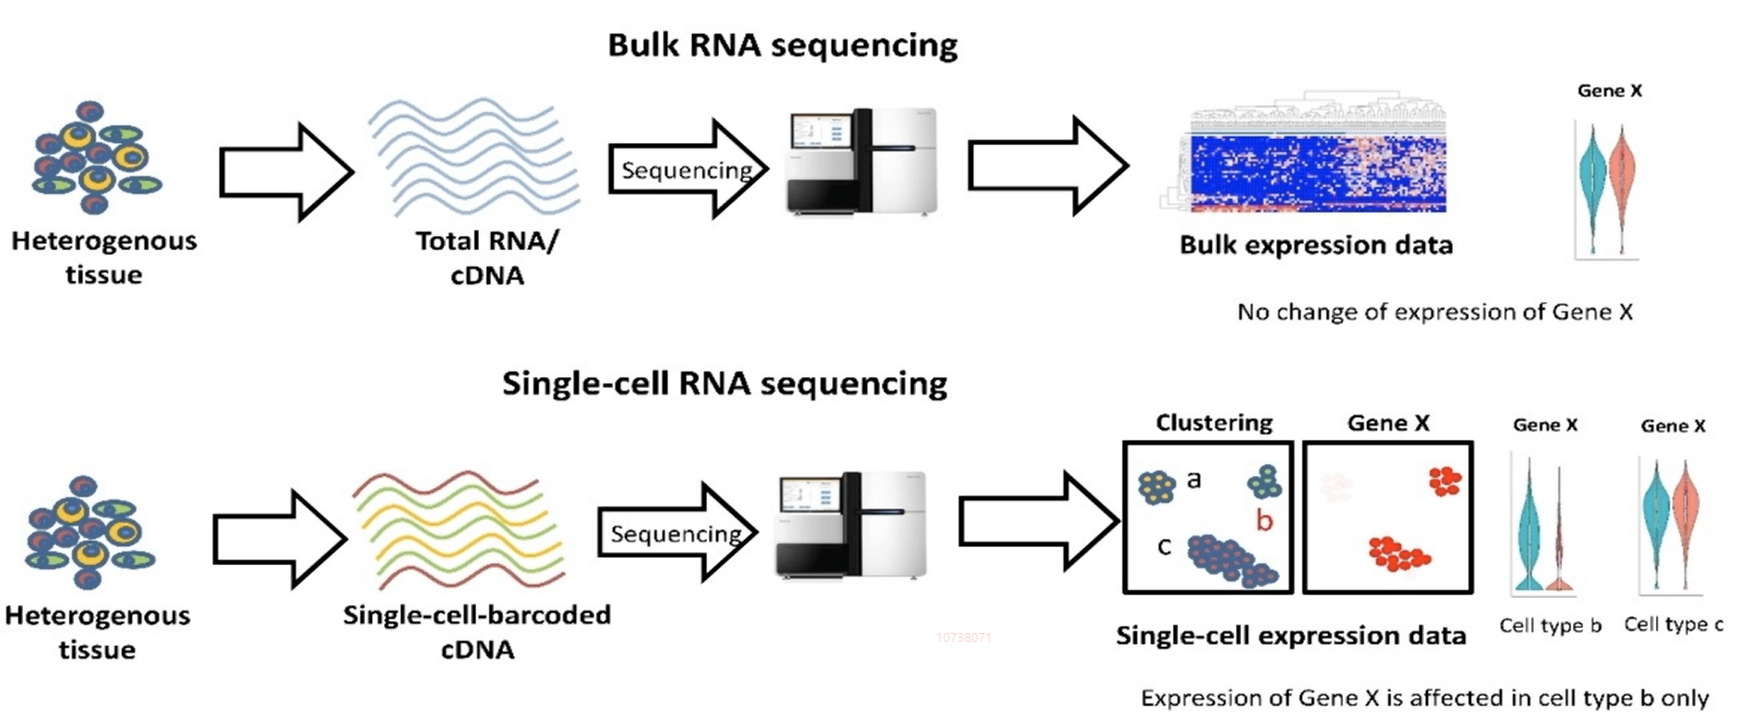 Bulk RNA sequencing
Gene X
Sequencing
Heterogenous
tissue
Total RNA/
cDNA
Bulk expression data
No change of expression of Gene X
Single-cell RNA sequencing
Clustering
Gene X
Gene X
Gene X
a
b
c
Sequencing
Heterogenous
tissue
Single-cell-barcoded
cDNA
10738071
Single-cell expression data
Cell type b
Cell type c
Expression of Gene X is affected in cell type b only